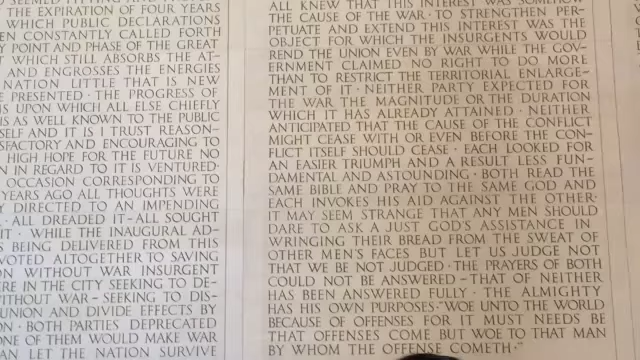 SEEMED FITTING AND
THE EXPIRATION OF FOUR YEARS
WHICH PUBLIC DECLARATIONS
EN CONSTANTLY CALLED FORTH
Y POINT AND PHASE OF THE GREAT
WHICH STILL ABSORBS THE AT-
AND ENGROSSES THE ENERGIES
NATION LITTLE THAT IS NEW
E PRESENTED · THE PROGRESS OF
S UPON WHICH ALL ELSE CHIEFLY
IS AS WELL KNOWN TO THE PUBLIC
SELF AND IT IS I TRUST REASON-
SFACTORY AND ENCOURAGING TO
HIGH HOPE FOR THE FUTURE NO
N IN REGARD TO IT IS VENTURED·
OCCASION CORRESPONDING TO
YEARS AGO ALL THOUGHTS WERE
Y DIRECTED TO AN IMPENDING
· ALL DREADED IT–ALL SOUGHT
IT · WHILE THE INAUGURAL AD-
S BEING DELIVERED FROM THIS
VOTED ALTOGETHER TO SAVING
ON WITHOUT WAR INSURGENT
RE IN THE CITY SEEKING TO DE-
ITHOUT WAR – SEEKING TO DIS-
UNION AND DIVIDE EFFECTS BY
N · BOTH PARTIES DEPRECATED
ONE OF THEM WOULD MAKE WAR
LET THE NATION SURVIVE
ALL KNEW THAT THIS INTEREST WAS SOMEHOW
THE CAUSE OF THE WAR · TO STRENGTHEN PER-
PETUATE AND EXTEND THIS INTEREST WAS THE
OBJECT FOR WHICH THE INSURGENTS WOULD
REND THE UNION EVEN BY WAR WHILE THE GOV-
ERNMENT CLAIMED NO RIGHT TO DO MORE
THAN TO RESTRICT THE TERRITORIAL ENLARGE-
MENT OF IT · NEITHER PARTY EXPECTED FOR
THE WAR THE MAGNITUDE OR THE DURATION
WHICH IT HAS ALREADY ATTAINED · NEITHER
ANTICIPATED THAT THE CAUSE OF THE CONFLICT
MIGHT CEASE WITH OR EVEN BEFORE THE CON-
FLICT ITSELF SHOULD CEASE · EACH LOOKED FOR
AN EASIER TRIUMPH AND A RESULT LESS FUN-
DAMENTAL AND ASTOUNDING · BOTH READ THE
SAME BIBLE AND PRAY TO THE SAME GOD AND
EACH INVOKES HIS AID AGAINST THE OTHER·
IT MAY SEEM STRANGE THAT ANY MEN SHOULD
DARE TO ASK A JUST GOD'S ASSISTANCE IN
WRINGING THEIR BREAD FROM THE SWEAT OF
OTHER MEN'S FACES BUT LET US JUDGE NOT
THAT WE BE NOT JUDGED · THE PRAYERS OF BOTH
COULD NOT BE ANSWERED – THAT OF NEITHER
HAS BEEN ANSWERED FULLY · THE ALMIGHTY
HAS HIS OWN PURPOSES· "WOE UNTO THE WORLD
BECAUSE OF OFFENSES FOR IT MUST NEEDS BE
THAT OFFENSES COME BUT WOE TO THAT MAN
BY WHOM THE OFFENSE COMETH·"